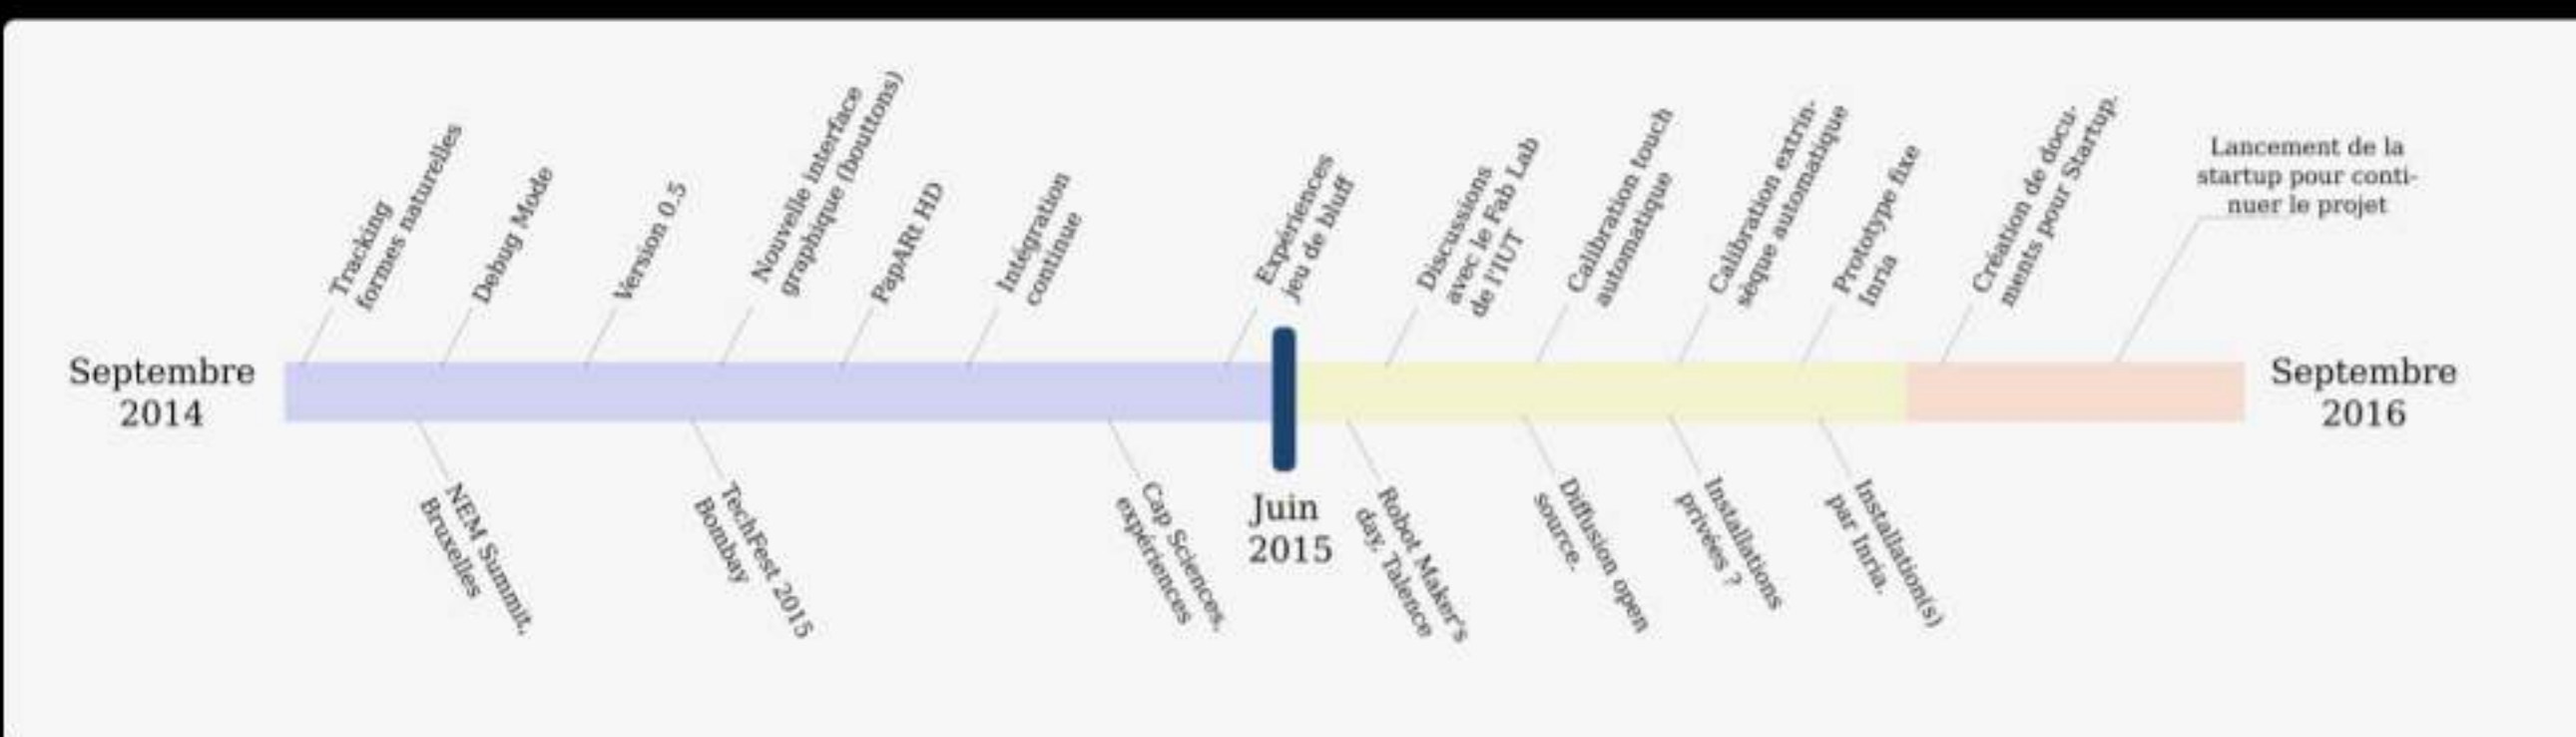 Tracking
formes naturelles
Debug Mode
Version 0.5
Nouvelle interface
graphique (bouttons)
PapARt HD
Intégration
continue
Expériences
jeu de bluff
Discussions
avec le Fab Lab
de l'IUT
Calibration touch
automatique
Calibration extrin-
sèque automatique
Prototype fixe
Inria
Création de docu-
ments pour Startup.
Lancement de la
startup pour conti-
nuer le projet
Septembre
2014
Juin
2015
Septembre
2016
NEM Summit,
Bruxelles
TechFest 2015
Bombay
Cap Sciences,
expériences
Robot Maker's
day, Talence
Diffusion open
source.
Installations
privées ?
Installation(s)
par Inria.